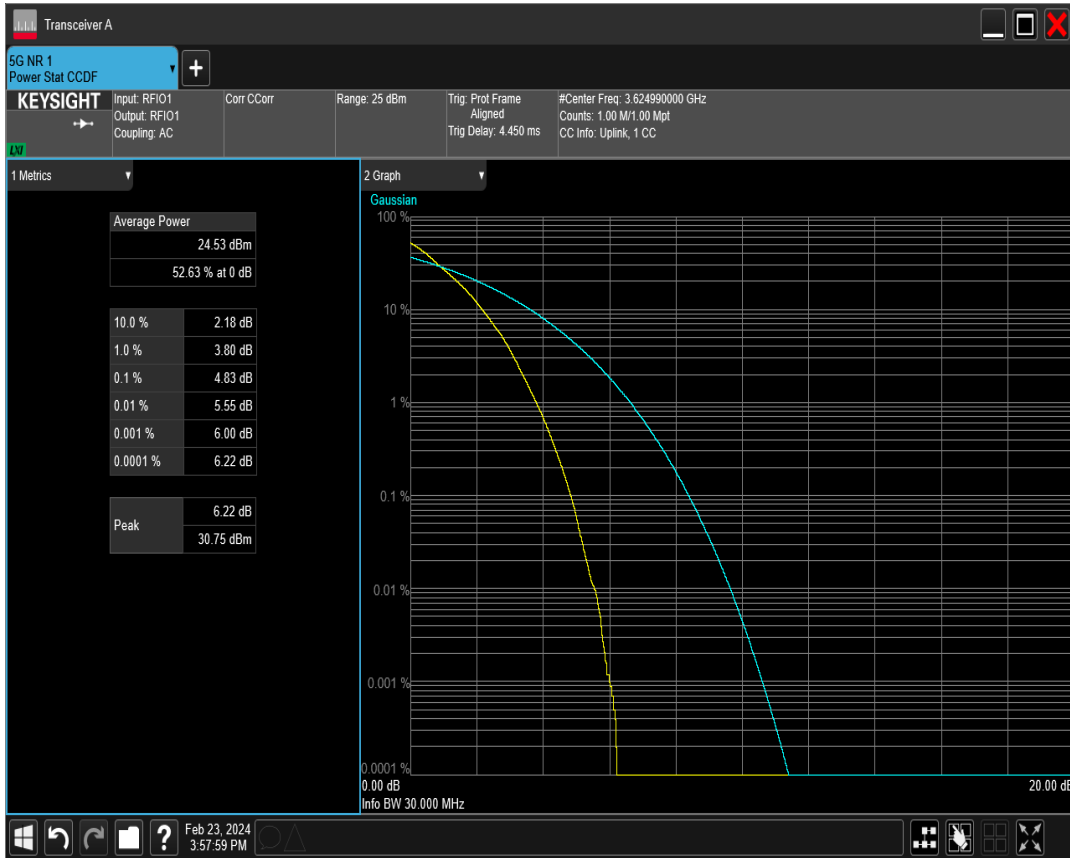 Transceiver A
5G NR 1
Power Stat CCDF
KEYSIGHT
LXI
Input: RFIO1
Output: RFIO1
Coupling: AC
Corr CCorr
Range: 25 dBm
Trig: Prot Frame
Aligned
Trig Delay: 4.450 ms
#Center Freq: 3.624990000 GHz
Counts: 1.00 M/1.00 Mpt
CC Info: Uplink, 1 CC
1 Metrics
Average Power
24.53 dBm
52.63 % at 0 dB
10.0 % 2.18 dB
1.0 % 3.80 dB
0.1 % 4.83 dB
0.01 % 5.55 dB
0.001 % 6.00 dB
0.0001 % 6.22 dB
Peak
6.22 dB
30.75 dBm
2 Graph
Gaussian
100 %
10 %
1 %
0.1 %
0.01 %
0.001 %
0.0001 %
0.00 dB 20.00 dB
Info BW 30.000 MHz
?
Feb 23, 2024
3:57:59 PM